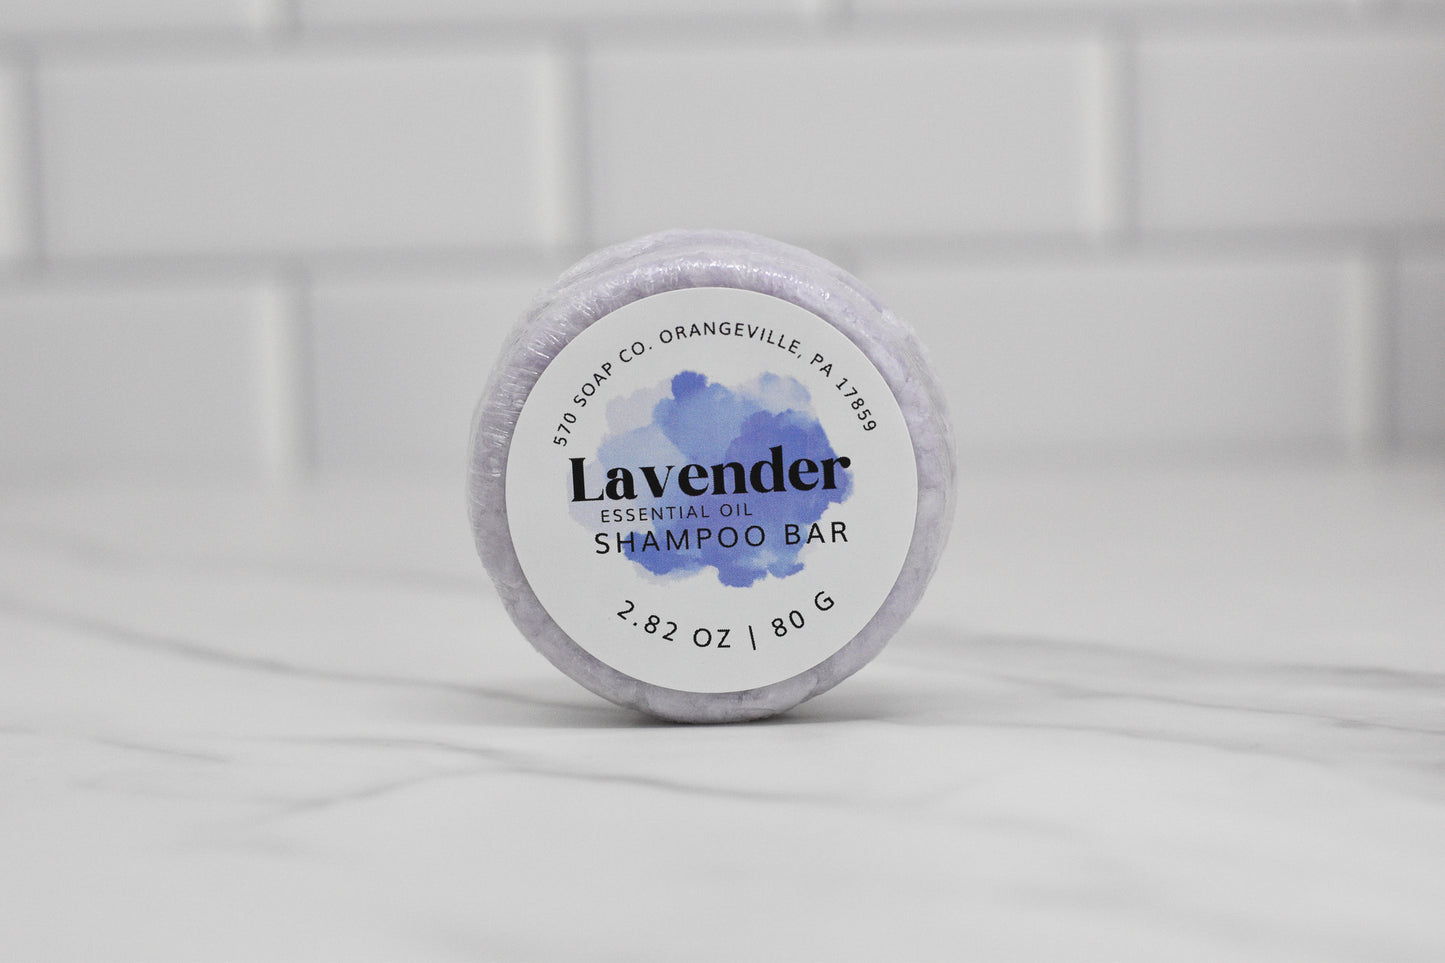 570 SOAP CO. ORANGEVILLE, PA 17859
Lavender
ESSENTIAL OIL
SHAMPOO BAR
2.82 OZ | 80 G